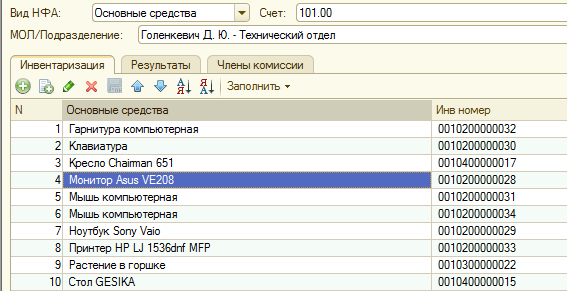 Вид НФА: Основные средства Счет: 101.00
МОЛ/Подразделение: Голенкевич Д. Ю. - Технический отдел
Инвентаризация Результаты Члены комиссии
Заполнить
N Основные средства Инв номер
1 Гарнитура компьютерная 0010200000032
2 Клавиатура 0010200000030
3 Кресло Chairman 651 0010400000017
4 Монитор Asus VE208 0010200000028
5 Мышь компьютерная 0010200000031
6 Мышь компьютерная 0010200000034
7 Ноутбук Sony Vaio 0010200000029
8 Принтер HP LJ 1536dnf MFP 0010200000033
9 Растение в горшке 0010300000022
10 Стол GESIKA 0010400000015